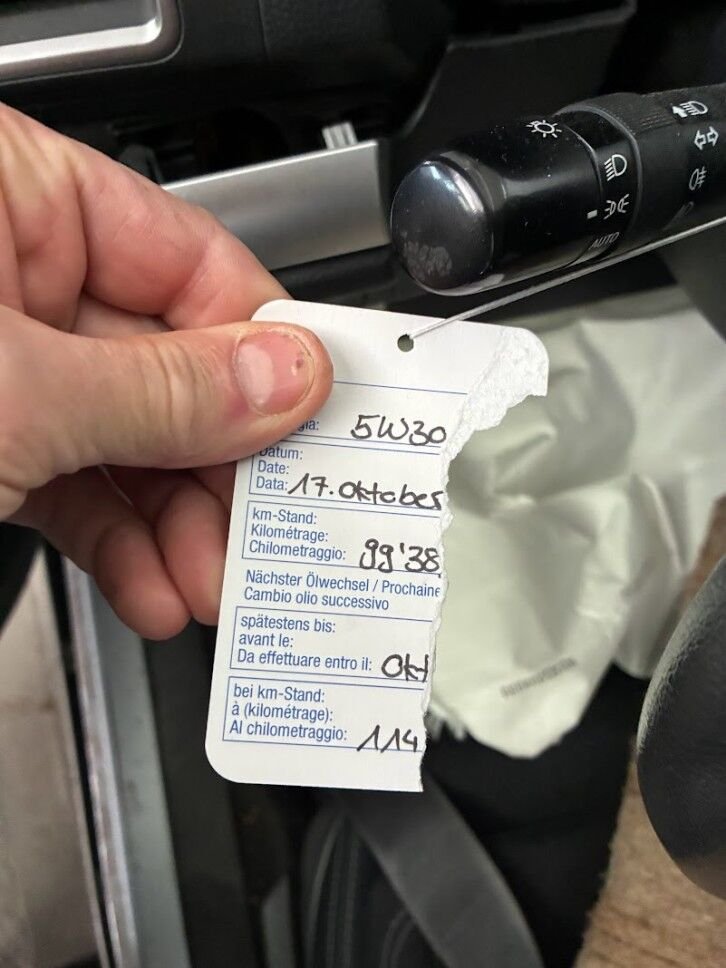 5W30
Datum:
Date:
Data: 17. Oktober
km-Stand:
Kilométrage:
Chilometraggio: 99'38
Nächster Ölwechsel / Prochaine
Cambio olio successivo
spätestens bis:
avant le:
Da effettuare entro il: Okt
bei km-Stand:
à (kilométrage):
Al chilometraggio: 114
AUTO